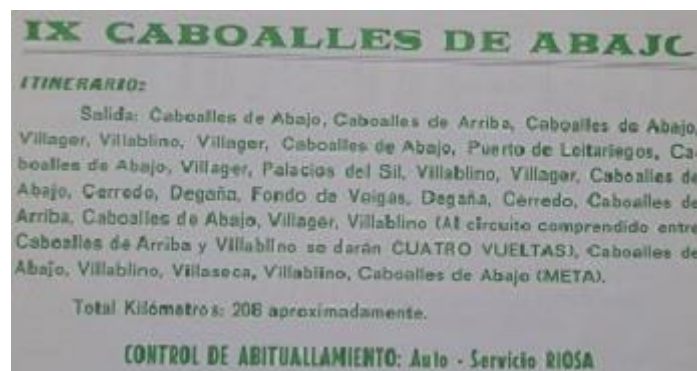 IX CABOALLES DE ABAJO
ITINERARIO:
Salida: Caboalles de Abajo, Caboalles de Arriba, Caboalles de Abajo,
Villager, Villablino, Villager, Caboalles de Abajo, Puerto de Leitariegos, Ca-
boalles de Abajo, Villager, Palacios del Sil, Villablino, Villager, Caboalles de
Abajo, Cerredo, Degaña, Fondo de Veigas, Degaña, Cerredo, Caboalles de
Arriba, Caboalles de Abajo, Villager, Villablino (Al circuito comprendido entre
Caboalles de Arriba y Villablino se darán CUATRO VUELTAS), Caboalles de
Abajo, Villablino, Villaseca, Villablino, Caboalles de Abajo (META).
Total Kilómetros: 208 aproximadamente.
CONTROL DE ABITUALLAMIENTO: Auto - Servicio RIOSA